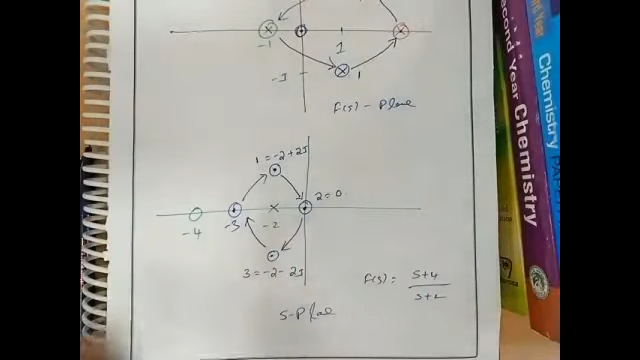 -1
1
-1
1
F(s) - Plane
1 = -2+2J
2 = 0
-4
-3
-2
3 = -2-2J
F(s) = s+4
s+2
S-Plane
Second Year Chemistry
Chemistry